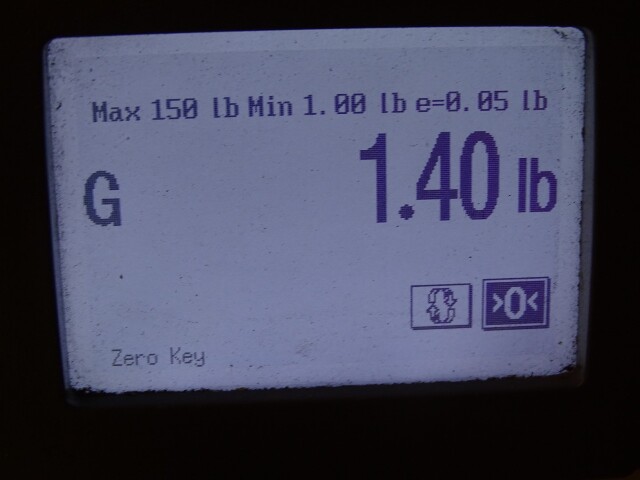 Max 150 lb Min 1.00 lb e=0.05 lb
G 1.40 lb
>0<
Zero Key